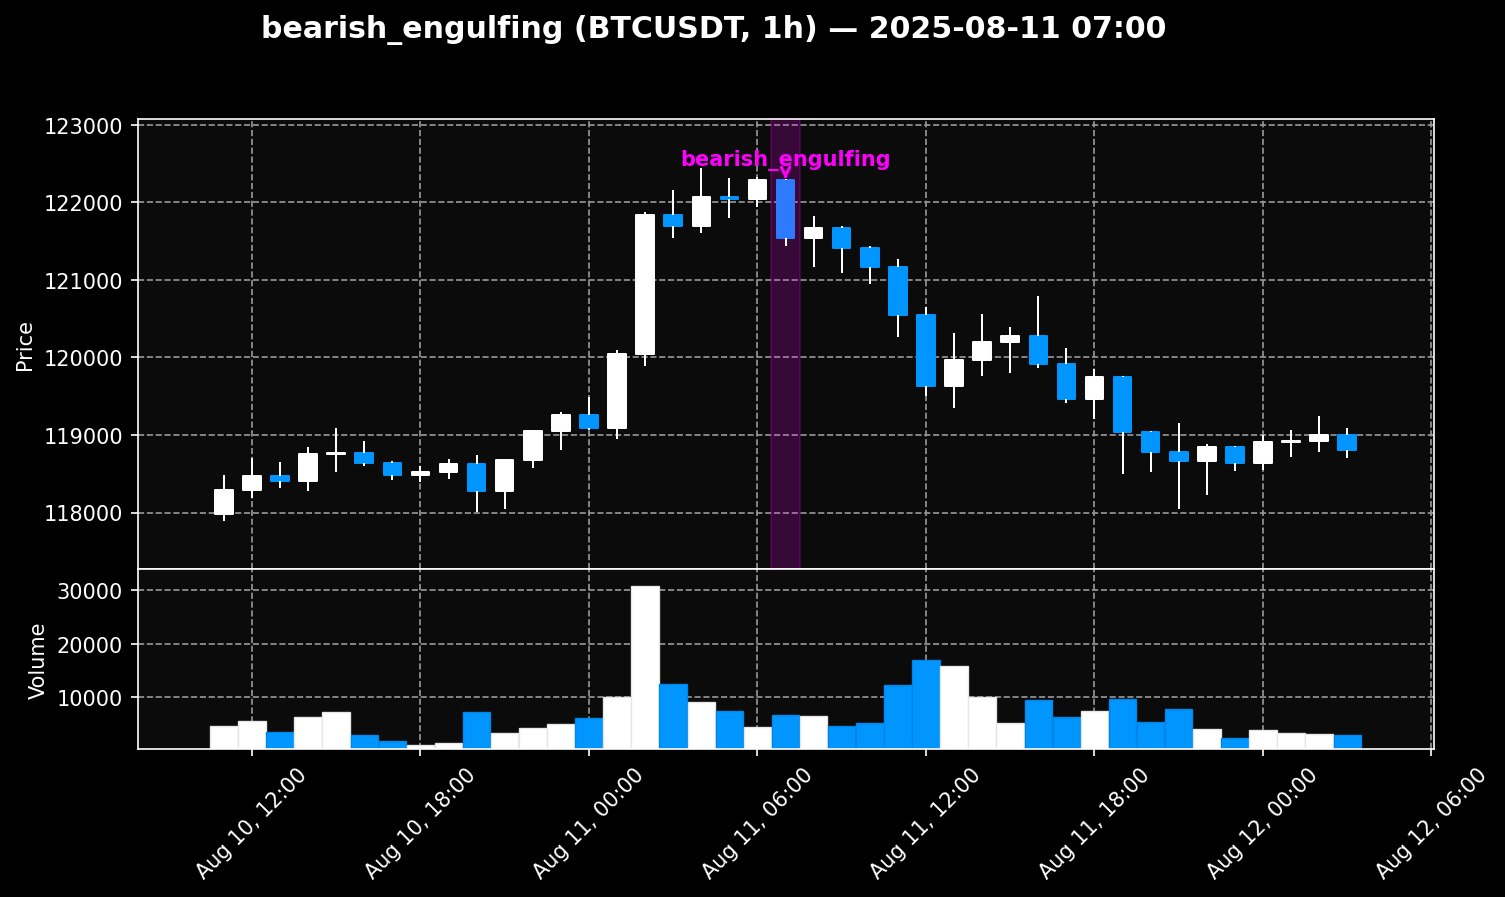 bearish_engulfing (BTCUSDT, 1h) — 2025-08-11 07:00
123000
bearish_engulfing
122000
121000
120000
119000
118000
Price
30000
20000
10000
Volume
Aug 10, 12:00
Aug 10, 18:00
Aug 11, 00:00
Aug 11, 06:00
Aug 11, 12:00
Aug 11, 18:00
Aug 12, 00:00
Aug 12, 06:00